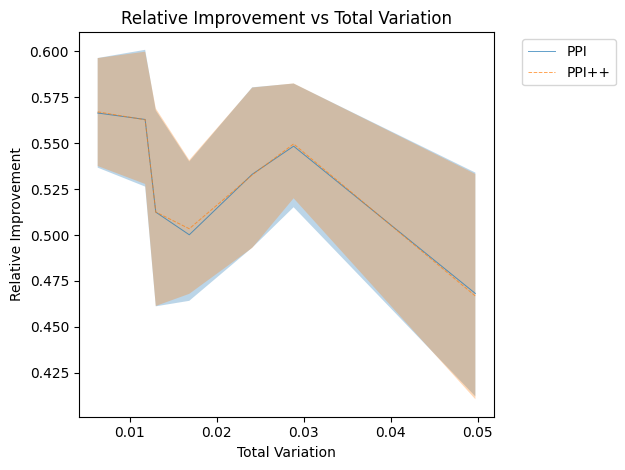 Relative Improvement vs Total Variation
PPI
PPI++
Relative Improvement
0.600
0.575
0.550
0.525
0.500
0.475
0.450
0.425
0.01
0.02
0.03
0.04
0.05
Total Variation